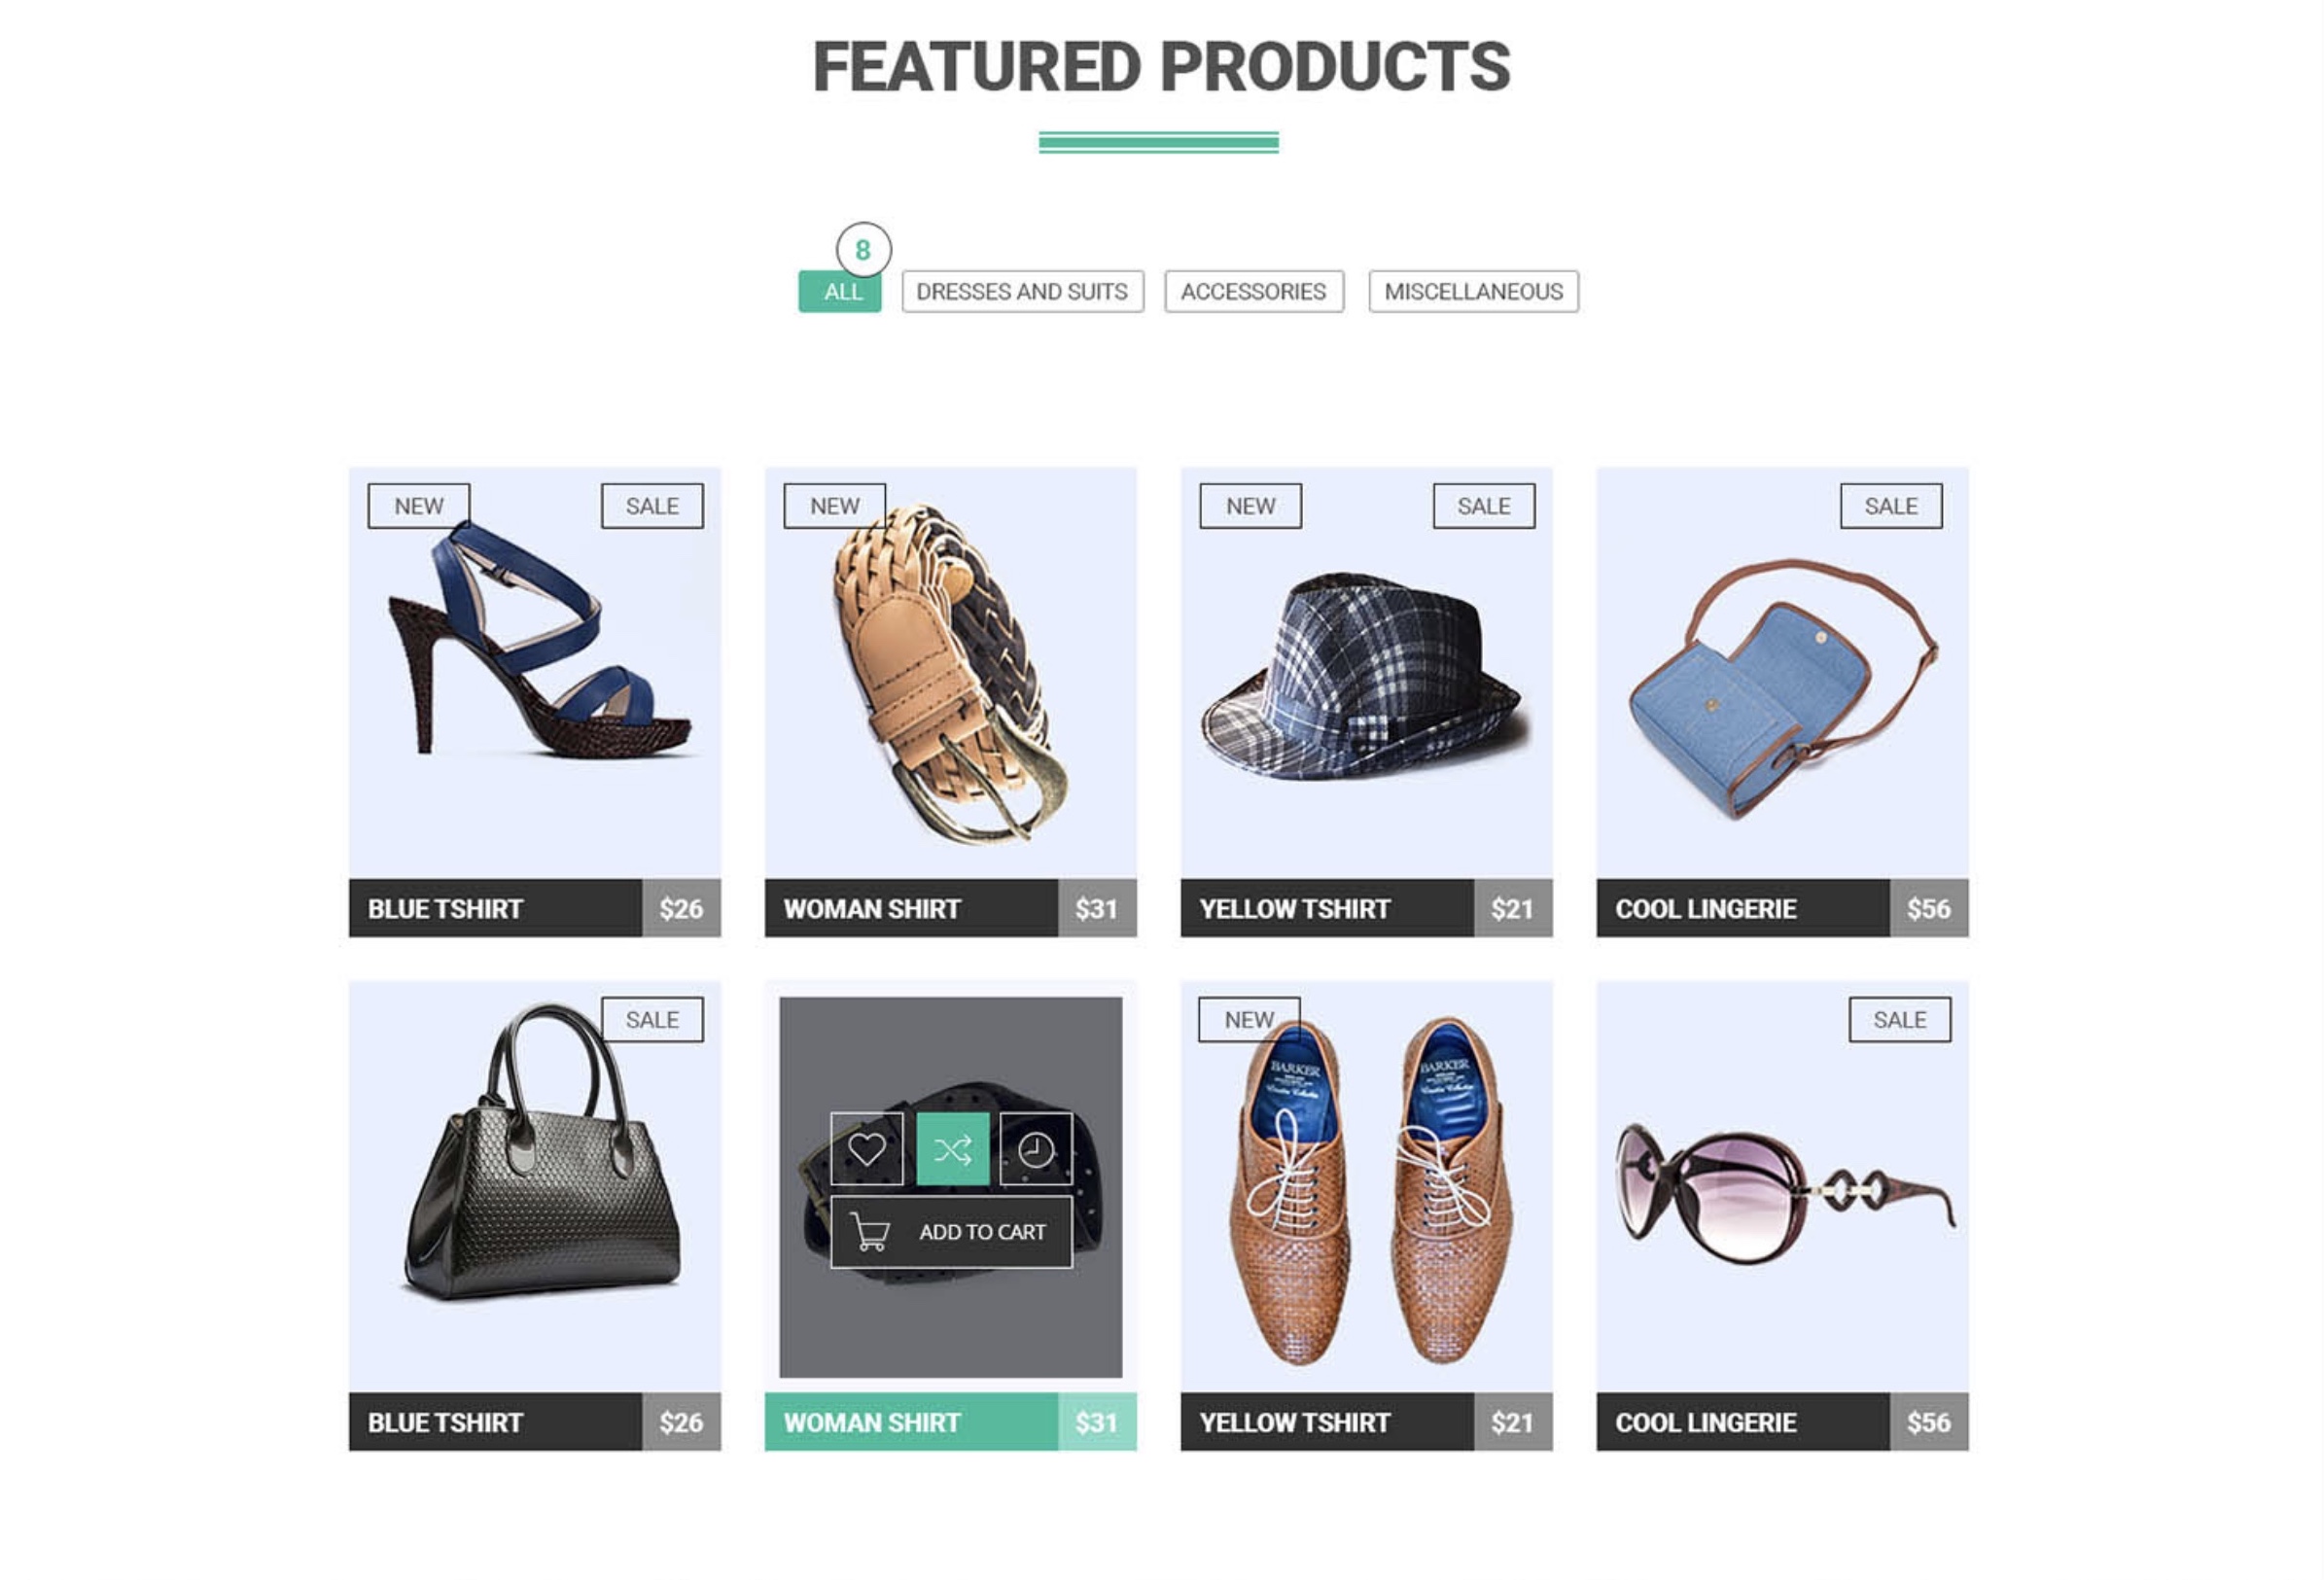 FEATURED PRODUCTS
8
ALL
DRESSES AND SUITS
ACCESSORIES
MISCELLANEOUS
NEW
SALE
NEW
NEW
SALE
SALE
BLUE TSHIRT $26
WOMAN SHIRT $31
YELLOW TSHIRT $21
COOL LINGERIE $56
SALE
NEW
SALE
BARKER
BARKER
ADD TO CART
BLUE TSHIRT $26
WOMAN SHIRT $31
YELLOW TSHIRT $21
COOL LINGERIE $56